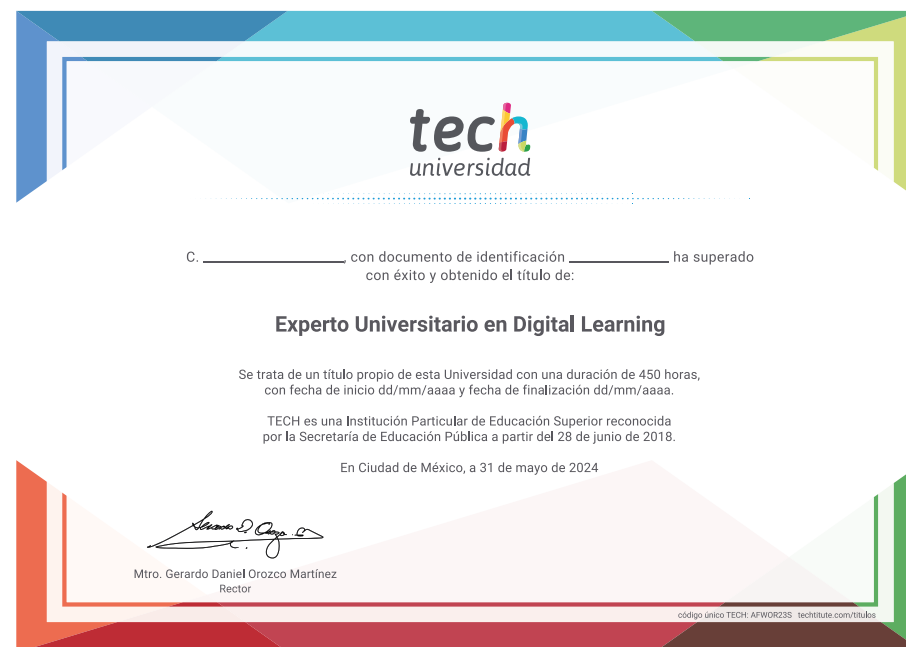 tech
universidad
C. ____________________, con documento de identificación ______________ ha superado
con éxito y obtenido el título de:
Experto Universitario en Digital Learning
Se trata de un título propio de esta Universidad con una duración de 450 horas,
con fecha de inicio dd/mm/aaaa y fecha de finalización dd/mm/aaaa.
TECH es una Institución Particular de Educación Superior reconocida
por la Secretaría de Educación Pública a partir del 28 de junio de 2018.
En Ciudad de México, a 31 de mayo de 2024
Mtro. Gerardo Daniel Orozco Martínez
Rector
código único TECH: AFWOR23S techtitute.com/titulos